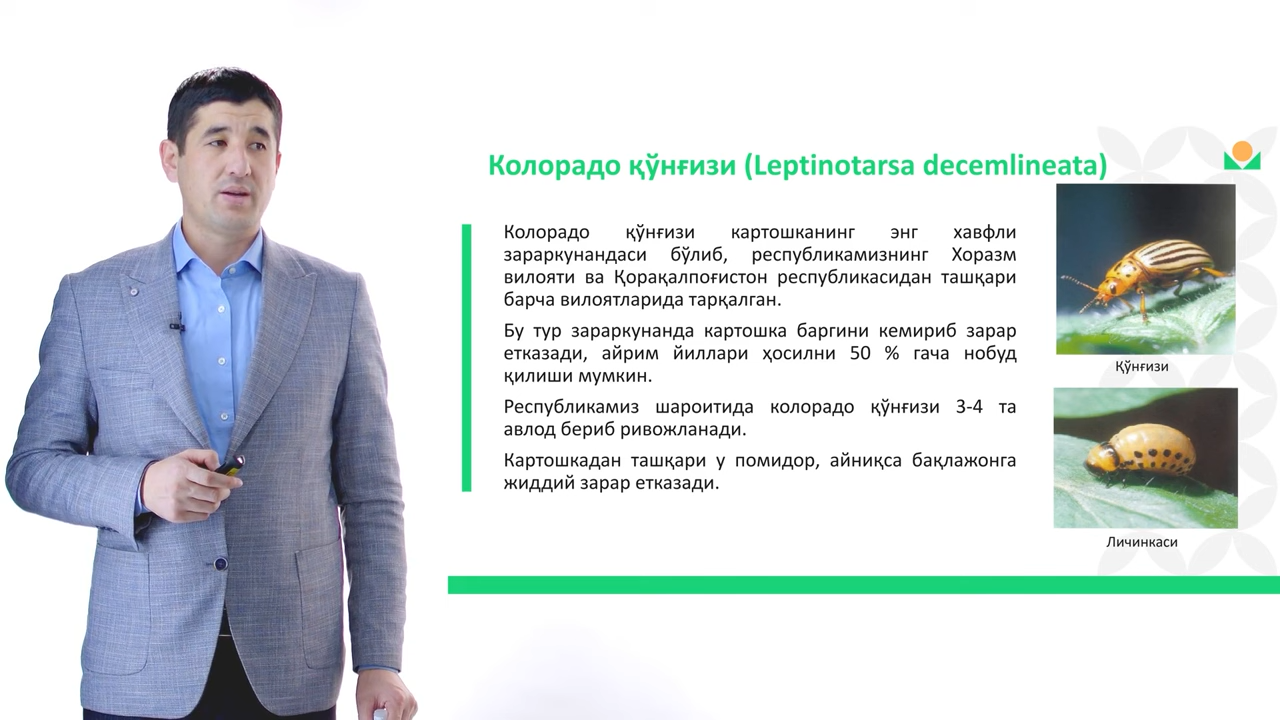 Колорадо қўнғизи (Leptinotarsa decemlineata)
Колорадо қўнғизи картошканинг энг хавфли
зараркунандаси бўлиб, республикамизнинг Хоразм
вилояти ва Қорақалпоғистон республикасидан ташқари
барча вилоятларида тарқалган.
Бу тур зараркунанда картошка баргини кемириб зарар
етказади, айрим йиллари ҳосилни 50 % гача нобуд
қилиши мумкин.
Республикамиз шароитида колорадо қўнғизи 3-4 та
авлод бериб ривожланади.
Картошкадан ташқари у помидор, айниқса бақлажонга
жиддий зарар етказади.
Қўнғизи
Личинкаси